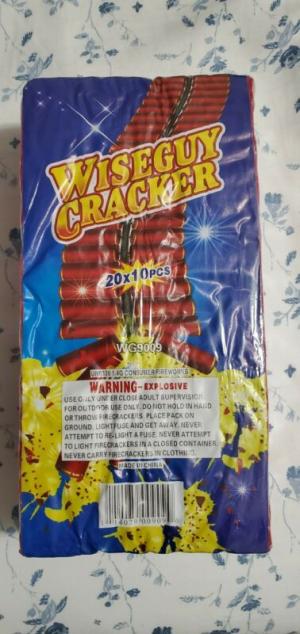 WISEGUY
CRACKER
20x10PCS
WG9009
UN0336 1.4G CONSUMER FIREWORKS
WARNING-EXPLOSIVE
USE ONLY UNDER CLOSE ADULT SUPERVISION
FOR OUTDOOR USE ONLY. DO NOT HOLD IN HAND
OR THROW FIRECRACKERS. PLACE PACK ON
GROUND, LIGHT FUSE AND GET AWAY. NEVER
ATTEMPT TO RE-LIGHT A FUSE. NEVER ATTEMPT
TO LIGHT FIRECRACKERS IN A CLOSED CONTAINER.
NEVER CARRY FIRECRACKERS IN CLOTHING.
MADE IN CHINA